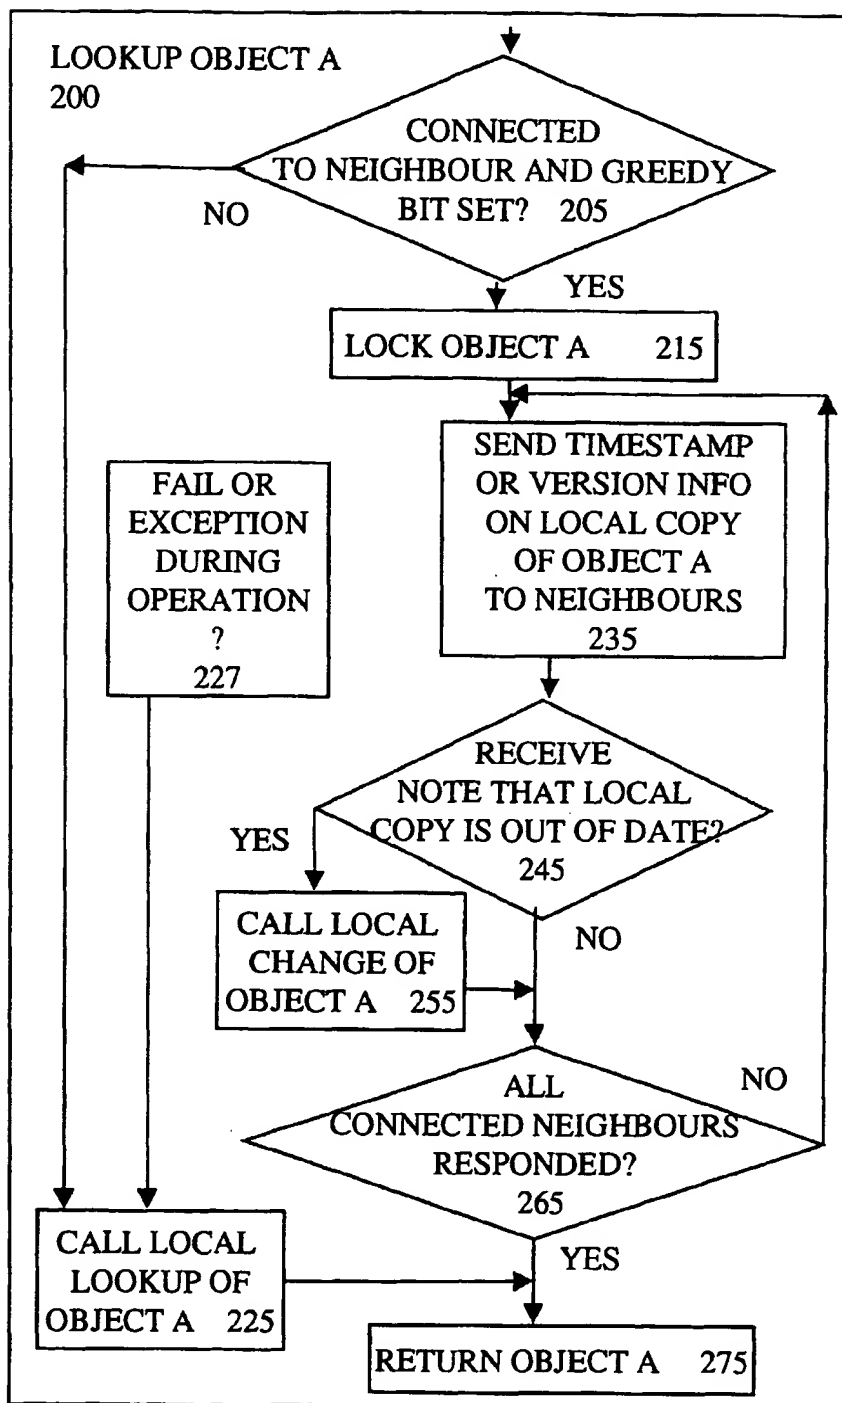 LOOKUP OBJECT A
200
CONNECTED
TO NEIGHBOUR AND GREEDY
BIT SET? 205
NO
YES
LOCK OBJECT A 215
SEND TIMESTAMP
OR VERSION INFO
ON LOCAL COPY
OF OBJECT A
TO NEIGHBOURS
235
FAIL OR
EXCEPTION
DURING
OPERATION
?
227
RECEIVE
NOTE THAT LOCAL
COPY IS OUT OF DATE?
245
YES
NO
CALL LOCAL
CHANGE OF
OBJECT A 255
ALL
CONNECTED NEIGHBOURS
RESPONDED?
265
NO
YES
CALL LOCAL
LOOKUP OF
OBJECT A 225
RETURN OBJECT A 275